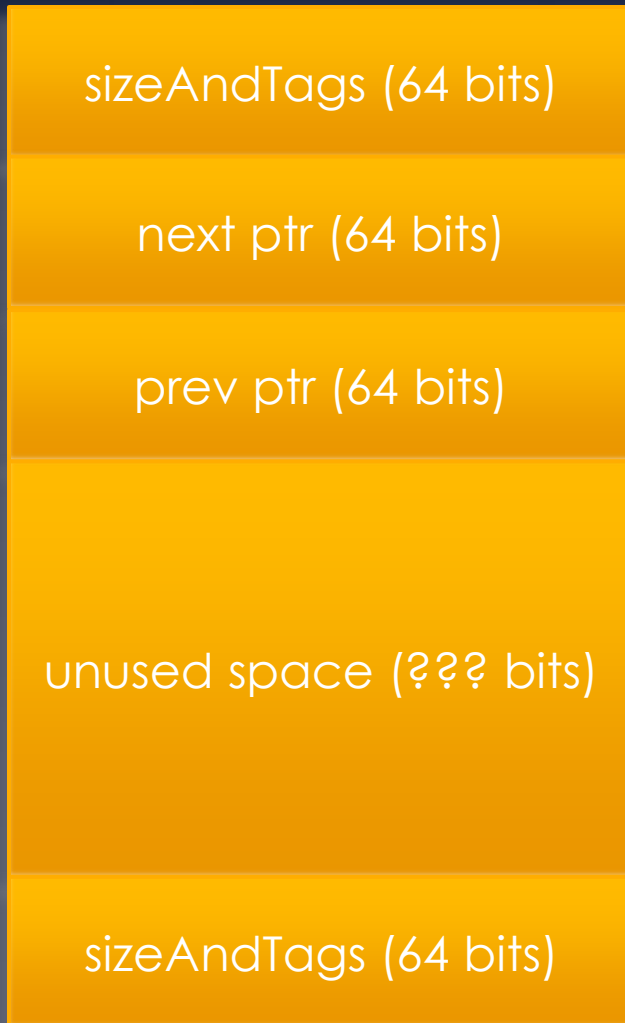 sizeAndTags (64 bits)
next ptr (64 bits)
prev ptr (64 bits)
unused space (??? bits)
sizeAndTags (64 bits)